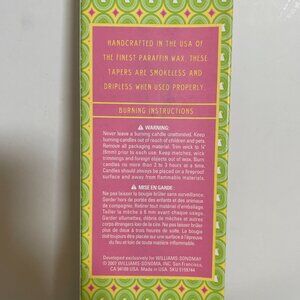 HANDCRAFTED IN THE USA OF
THE FINEST PARAFFIN WAX, THESE
TAPERS ARE SMOKELESS AND
DRIPLESS WHEN USED PROPERLY.
BURNING INSTRUCTIONS
⚠ WARNING:
Never leave a burning candle unattended. Keep
burning candles out of reach of children and pets.
Remove all packaging material. Trim wick to ¼"
(6mm) prior to each use. Keep matches, wick
trimmings and foreign objects out of wax. Burn
candles no more than 2 to 3 hours at a time.
Candles should always be placed on a fireproof
surface and away from flammable materials.
⚠ MISE EN GARDE:
Ne pas laisser la bougie brûler sans surveillance.
Garder hors de portée des enfants et des animaux
de compagnie. Retirer tout matériel d'emballage.
Tailler la mèche à 6 mm avant chaque usage.
Garder allumettes, débris de mèches et autres
corps étrangers loin de la cire. Ne pas laisser brûler
plus de deux à trois heures de suite. La bougie
doit toujours être placée sur une surface à l'épreuve
du feu et loin de toute matière inflammable.
Developed exclusively for WILLIAMS-SONOMA®
© 2007 WILLIAMS-SONOMA, INC. San Francisco,
CA 94109 USA Made in U.S.A. SKU